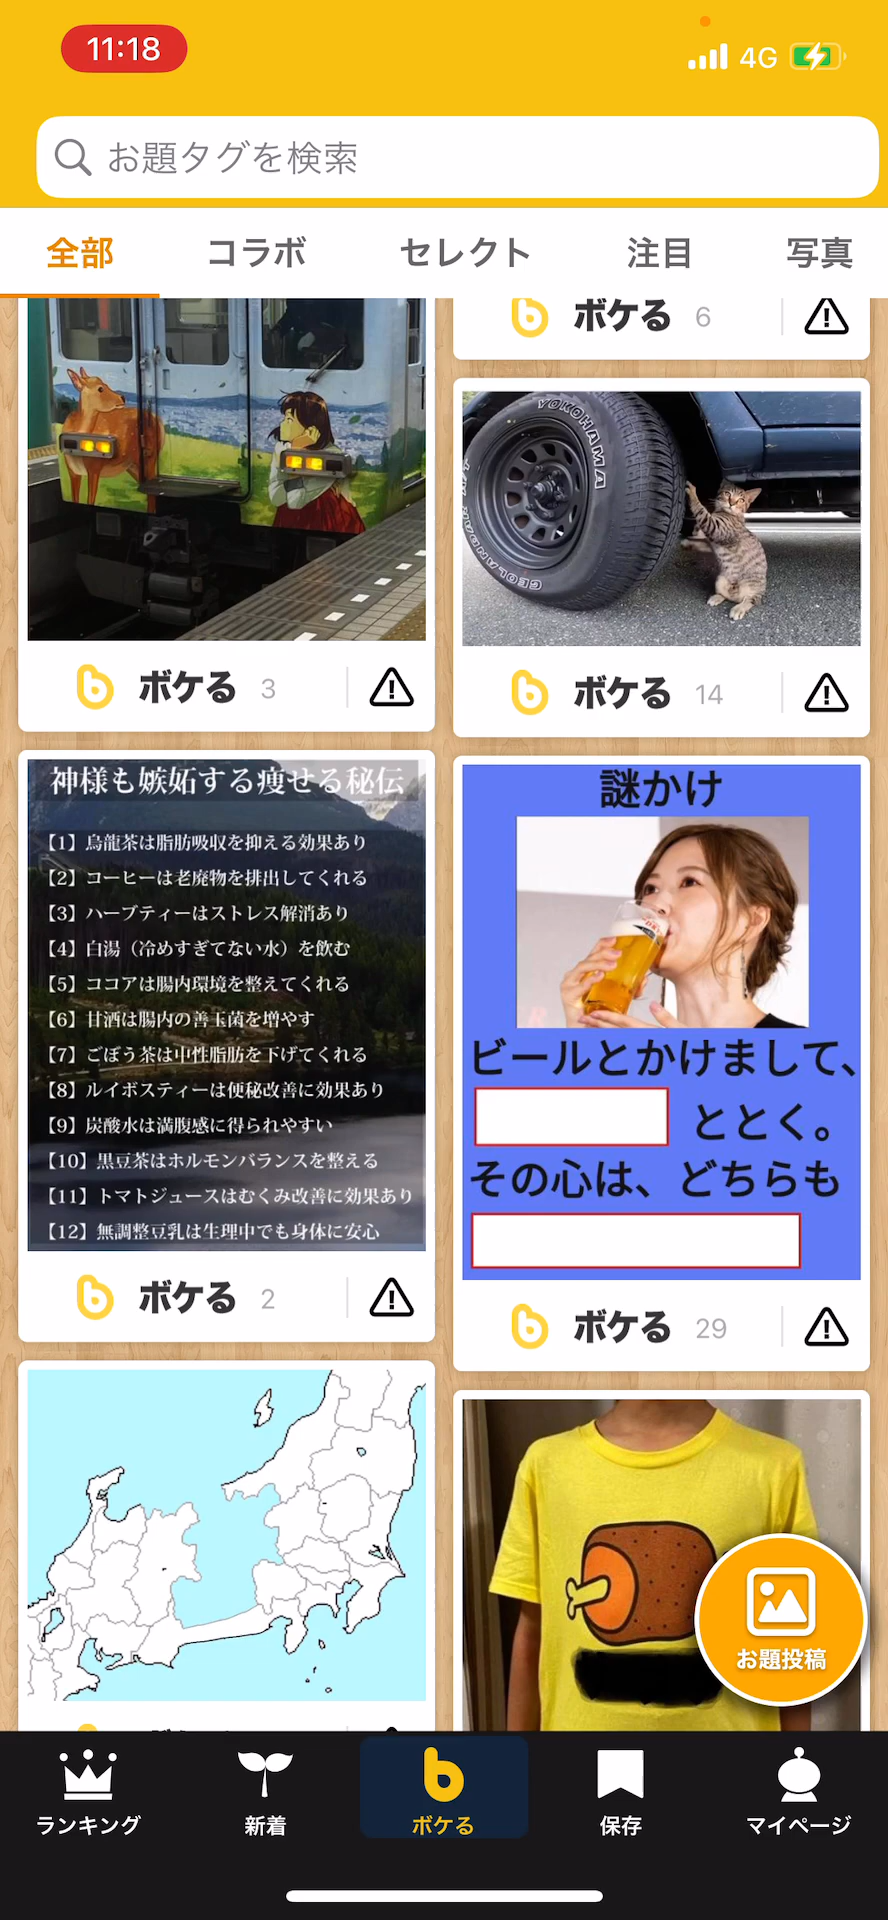 11:18
4G
お題タグを検索
全部
コラボ
セレクト
注目
写真
ボケる 6
YOKOHAMA
GEOLANDAR
ボケる 3
ボケる 14
神様も嫉妬する痩せる秘伝
【1】烏龍茶は脂肪吸収を抑える効果あり
【2】コーヒーは老廃物を排出してくれる
【3】ハーブティーはストレス解消あり
【4】白湯（冷めすぎてない水）を飲む
【5】ココアは腸内環境を整えてくれる
【6】甘酒は腸内の善玉菌を増やす
【7】ごぼう茶は中性脂肪を下げてくれる
【8】ルイボスティーは便秘改善に効果あり
【9】炭酸水は満腹感に得られやすい
【10】黒豆茶はホルモンバランスを整える
【11】トマトジュースはむくみ改善に効果あり
【12】無調整豆乳は生理中でも身体に安心
ボケる 2
謎かけ
ビールとかけまして、
ととく。
その心は、どちらも
ボケる 29
お題投稿
ランキング
新着
ボケる
保存
マイページ